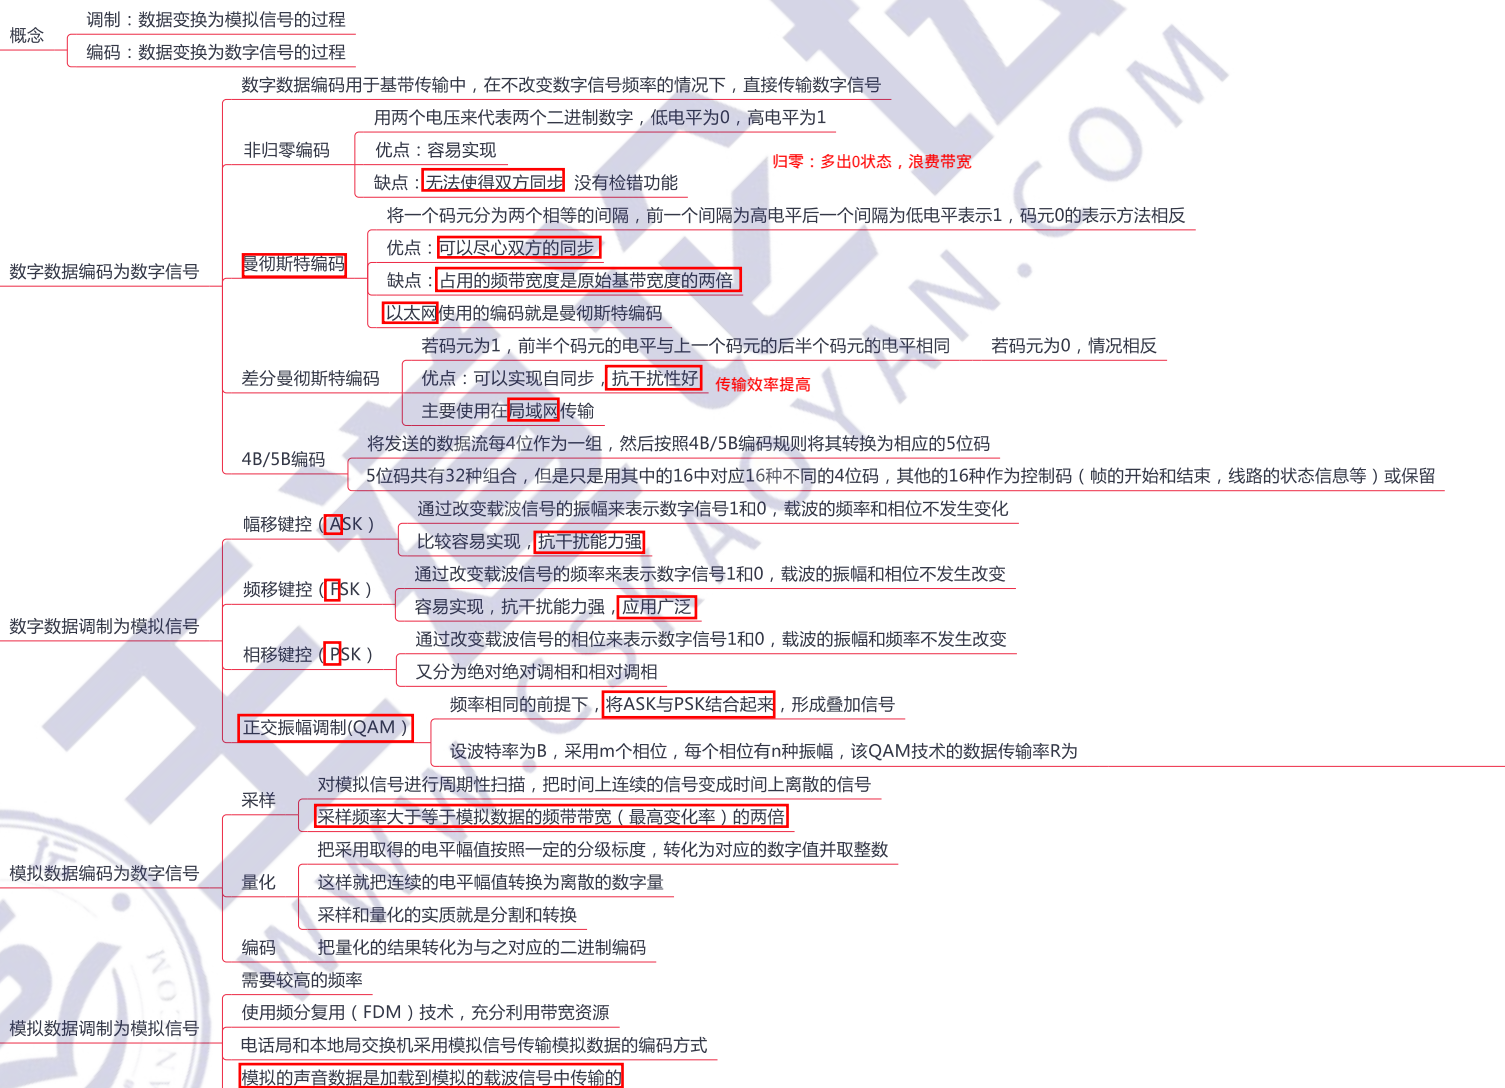 概念
调制：数据变换为模拟信号的过程
编码：数据变换为数字信号的过程
数字数据编码为数字信号
数字数据编码用于基带传输中，在不改变数字信号频率的情况下，直接传输数字信号
非归零编码
用两个电压来代表两个二进制数字，低电平为0，高电平为1
优点：容易实现
归零：多出0状态，浪费带宽
缺点：无法使得双方同步 没有检错功能
曼彻斯特编码
将一个码元分为两个相等的间隔，前一个间隔为高电平后一个间隔为低电平表示1，码元0的表示方法相反
优点：可以尽心双方的同步
缺点：占用的频带宽度是原始基带宽度的两倍
以太网使用的编码就是曼彻斯特编码
差分曼彻斯特编码
若码元为1，前半个码元的电平与上一个码元的后半个码元的电平相同 若码元为0，情况相反
优点：可以实现自同步，抗干扰性好 传输效率提高
主要使用在局域网传输
4B/5B编码
将发送的数据流每4位作为一组，然后按照4B/5B编码规则将其转换为相应的5位码
5位码共有32种组合，但是只是用其中的16中对应16种不同的4位码，其他的16种作为控制码（帧的开始和结束，线路的状态信息等）或保留
数字数据调制为模拟信号
幅移键控（ASK）
通过改变载波信号的振幅来表示数字信号1和0，载波的频率和相位不发生变化
比较容易实现，抗干扰能力强
频移键控（FSK）
通过改变载波信号的频率来表示数字信号1和0，载波的振幅和相位不发生改变
容易实现，抗干扰能力强，应用广泛
相移键控（PSK）
通过改变载波信号的相位来表示数字信号1和0，载波的振幅和频率不发生改变
又分为绝对绝对调相和相对调相
正交振幅调制(QAM）
频率相同的前提下，将ASK与PSK结合起来，形成叠加信号
设波特率为B，采用m个相位，每个相位有n种振幅，该QAM技术的数据传输率R为
模拟数据编码为数字信号
采样
对模拟信号进行周期性扫描，把时间上连续的信号变成时间上离散的信号
采样频率大于等于模拟数据的频带带宽（最高变化率）的两倍
量化
把采用取得的电平幅值按照一定的分级标度，转化为对应的数字值并取整数
这样就把连续的电平幅值转换为离散的数字量
采样和量化的实质就是分割和转换
编码 把量化的结果转化为与之对应的二进制编码
模拟数据调制为模拟信号
需要较高的频率
使用频分复用（FDM）技术，充分利用带宽资源
电话局和本地局交换机采用模拟信号传输模拟数据的编码方式
模拟的声音数据是加载到模拟的载波信号中传输的
王道论坛
WWW.CSKAOYAN.COM